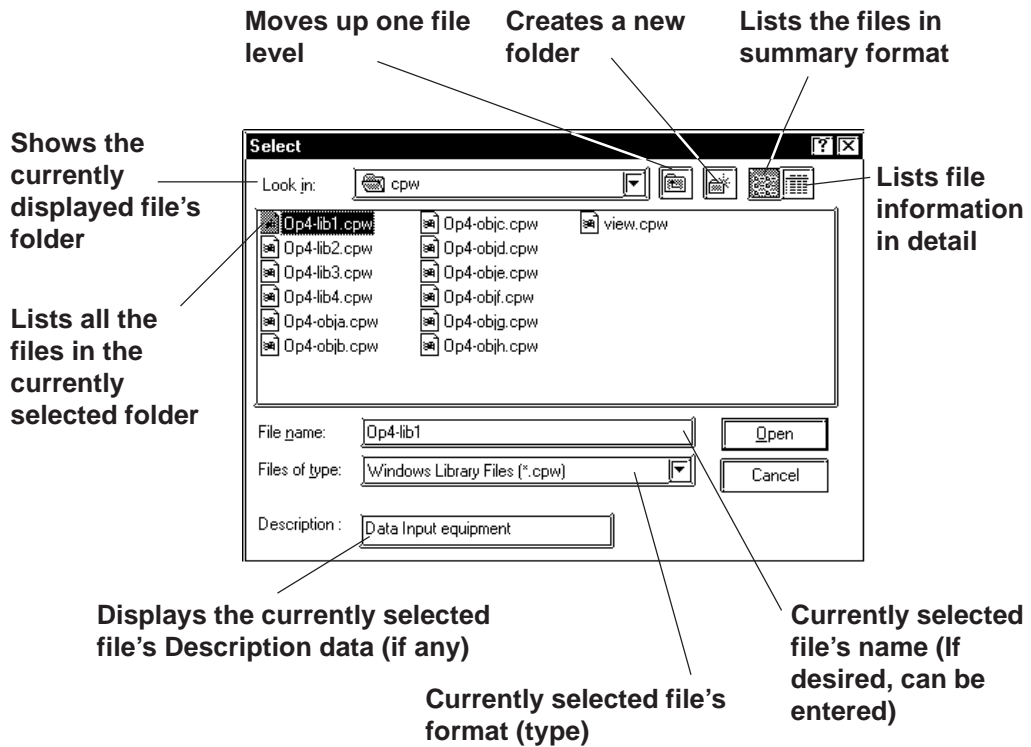 Moves up one file
level
Creates a new
folder
Lists the files in
summary format
Shows the
currently
displayed file's
folder
Select
Look in:
cpw
Lists file
information
in detail
Op4-lib1.cpw
Op4-lib2.cpw
Op4-lib3.cpw
Op4-lib4.cpw
Op4-obja.cpw
Op4-objb.cpw
Op4-objc.cpw
Op4-objd.cpw
Op4-obje.cpw
Op4-objf.cpw
Op4-objg.cpw
Op4-objh.cpw
view.cpw
Lists all the
files in the
currently
selected folder
File name:
Op4-lib1
Open
Files of type:
Windows Library Files (*.cpw)
Cancel
Description :
Data Input equipment
Displays the currently selected
file's Description data (if any)
Currently selected file's
format (type)
Currently selected
file's name (If
desired, can be
entered)